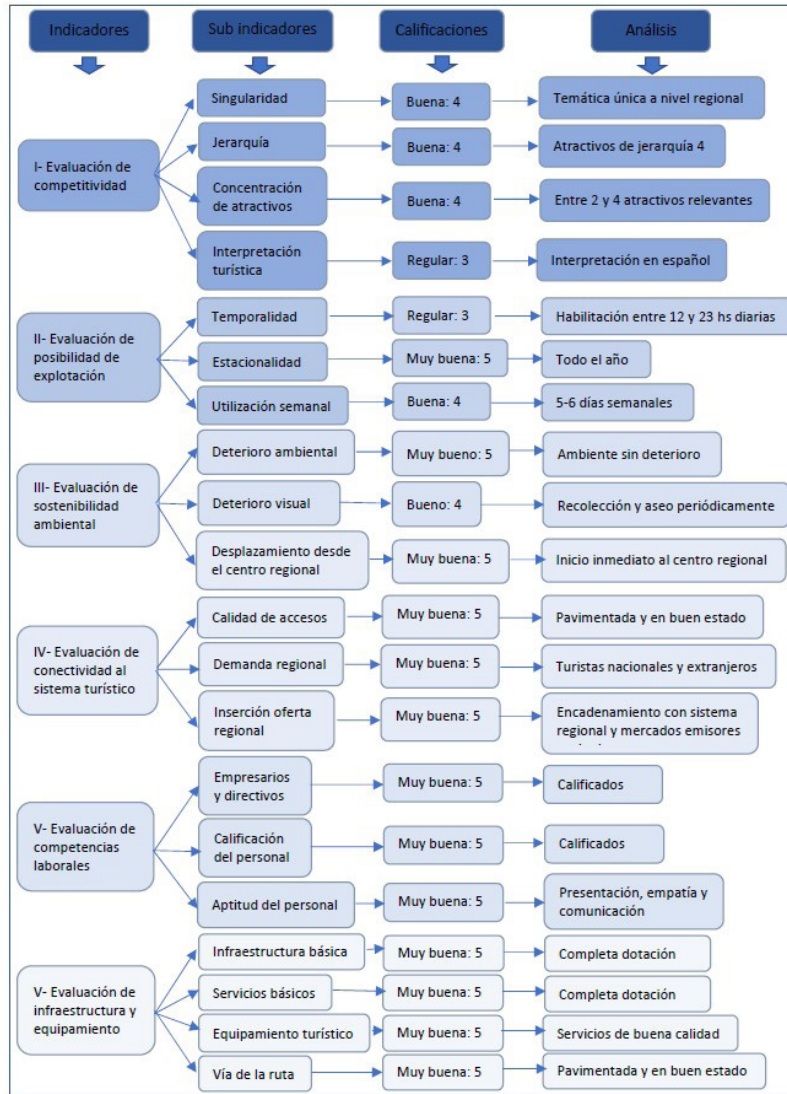 Indicadores
Sub indicadores
Calificaciones
Análisis
I- Evaluación de
competitividad
Singularidad
Buena: 4
Temática única a nivel regional
Jerarquía
Buena: 4
Atractivos de jerarquía 4
Concentración
de atractivos
Buena: 4
Entre 2 y 4 atractivos relevantes
Interpretación
turística
Regular: 3
Interpretación en español
II- Evaluación de
posibilidad de
explotación
Temporalidad
Regular: 3
Habilitación entre 12 y 23 hs diarias
Estacionalidad
Muy buena: 5
Todo el año
Utilización semanal
Buena: 4
5-6 días semanales
III- Evaluación de
sostenibilidad
ambiental
Deterioro ambiental
Muy bueno: 5
Ambiente sin deterioro
Deterioro visual
Bueno: 4
Recolección y aseo periódicamente
Desplazamiento desde
el centro regional
Muy buena: 5
Inicio inmediato al centro regional
IV- Evaluación de
conectividad al
sistema turístico
Calidad de accesos
Muy buena: 5
Pavimentada y en buen estado
Demanda regional
Muy buena: 5
Turistas nacionales y extranjeros
Inserción oferta
regional
Muy buena: 5
Encadenamiento con sistema
regional y mercados emisores
V- Evaluación de
competencias
laborales
Empresarios
y directivos
Muy buena: 5
Calificados
Calificación
del personal
Muy buena: 5
Calificados
Aptitud del personal
Muy buena: 5
Presentación, empatía y
comunicación
V- Evaluación de
infraestructura y
equipamiento
Infraestructura básica
Muy buena: 5
Completa dotación
Servicios básicos
Muy buena: 5
Completa dotación
Equipamiento turístico
Muy buena: 5
Servicios de buena calidad
Vía de la ruta
Muy buena: 5
Pavimentada y en buen estado